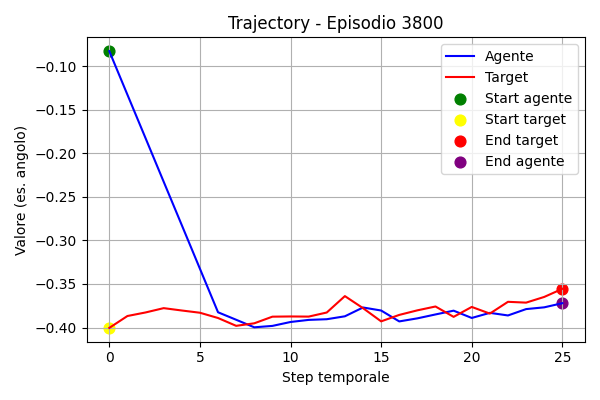 Trajectory - Episodio 3800
Agente
Target
Start agente
Start target
End target
End agente
Valore (es. angolo)
−0.10
−0.15
−0.20
−0.25
−0.30
−0.35
−0.40
0
5
10
15
20
25
Step temporale